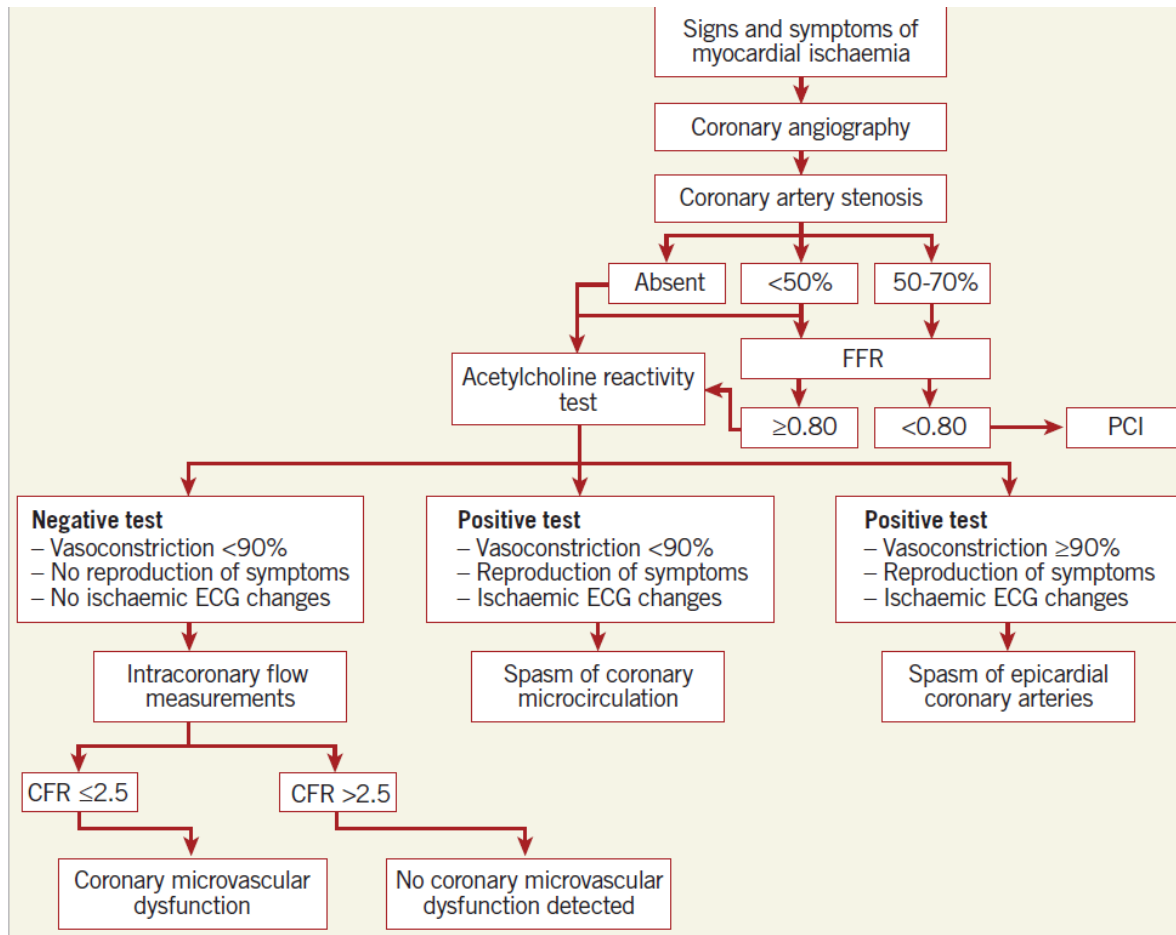 Signs and symptoms of
myocardial ischaemia
Coronary angiography
Coronary artery stenosis
Absent
<50%
50-70%
FFR
Acetylcholine reactivity
test
≥0.80
<0.80
PCI
Negative test
– Vasoconstriction <90%
– No reproduction of symptoms
– No ischaemic ECG changes
Positive test
– Vasoconstriction <90%
– Reproduction of symptoms
– Ischaemic ECG changes
Positive test
– Vasoconstriction ≥90%
– Reproduction of symptoms
– Ischaemic ECG changes
Intracoronary flow
measurements
Spasm of coronary
microcirculation
Spasm of epicardial
coronary arteries
CFR ≤2.5
CFR >2.5
Coronary microvascular
dysfunction
No coronary microvascular
dysfunction detected